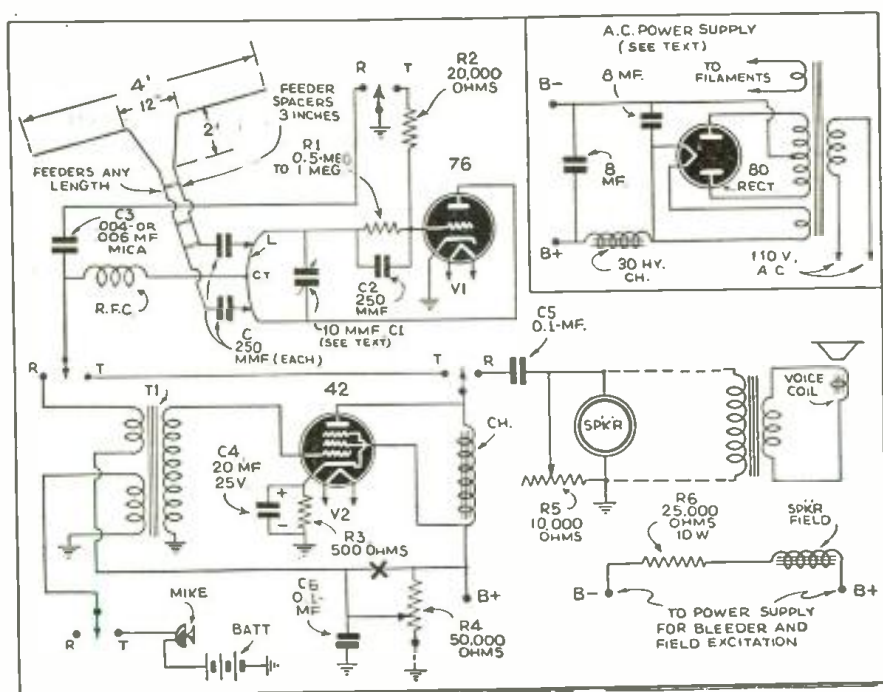 4'
12"
2'
FEEDER
SPACERS
3 INCHES
FEEDERS ANY
LENGTH
R
T
R2
20,000
OHMS
R1
0.5-MEG.
TO 1 MEG.
76
V1
C3
.004-OR
.006 MF
MICA
R.F.C
L
CT
C
250
MMF (EACH)
10 MMF, C1
(SEE TEXT)
C2
250
MMF
A.C. POWER SUPPLY
(SEE TEXT)
B-
8 MF.
TO
FILAMENTS
8
MF.
80
RECT
B+
30 HY.
CH.
110 V.
A C
R
T
T1
42
T
R
C5
0.1-MF.
CH.
SPKR
VOICE
COIL
C4
20 MF
25V
+
-
V2
R3
500 OHMS
R5
10,000
OHMS
R6
25,000
OHMS
10 W
SPKR
FIELD
C6
0.1-
MF
B+
R4
50,000
OHMS
B-
B+
TO POWER SUPPLY
FOR BLEEDER AND
FIELD EXCITATION
R
T
MIKE
BATT